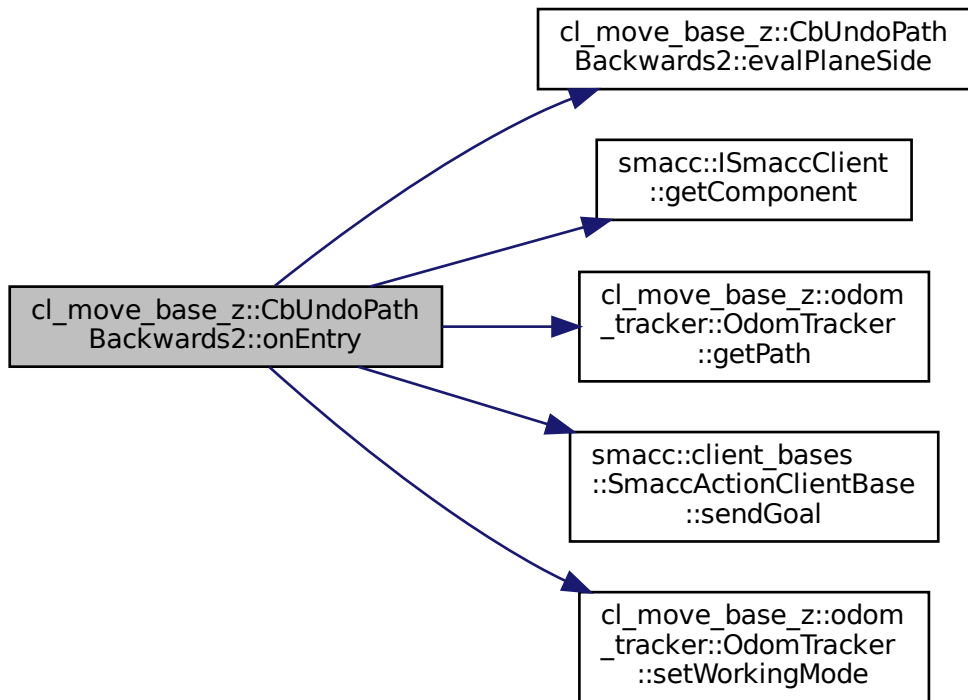 cl_move_base_z::CbUndoPath
Backwards2::evalPlaneSide
smacc::ISmaccClient
::getComponent
cl_move_base_z::CbUndoPath
Backwards2::onEntry
cl_move_base_z::odom
_tracker::OdomTracker
::getPath
smacc::client_bases
::SmaccActionClientBase
::sendGoal
cl_move_base_z::odom
_tracker::OdomTracker
::setWorkingMode